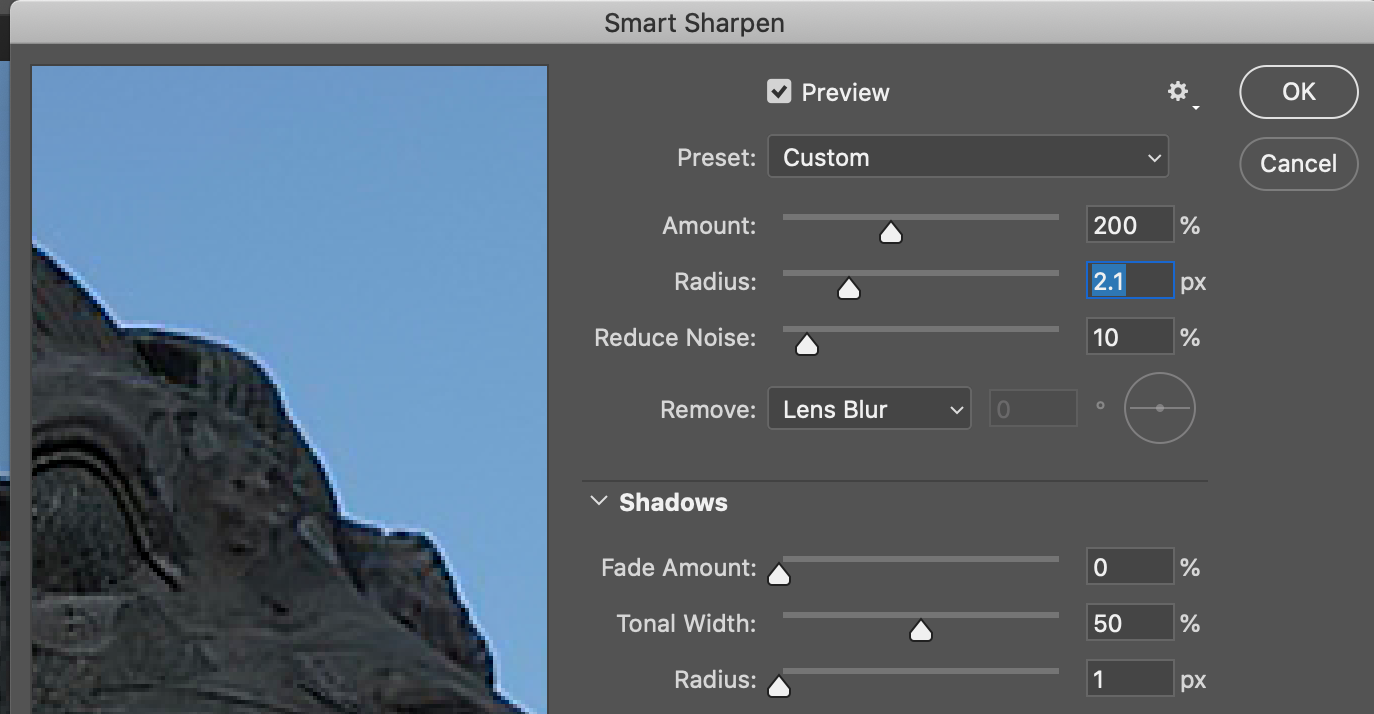 Smart Sharpen
Preview
OK
Preset: Custom
Cancel
Amount: 200 %
Radius: 2.1 px
Reduce Noise: 10 %
Remove: Lens Blur 0 °
Shadows
Fade Amount: 0 %
Tonal Width: 50 %
Radius: 1 px